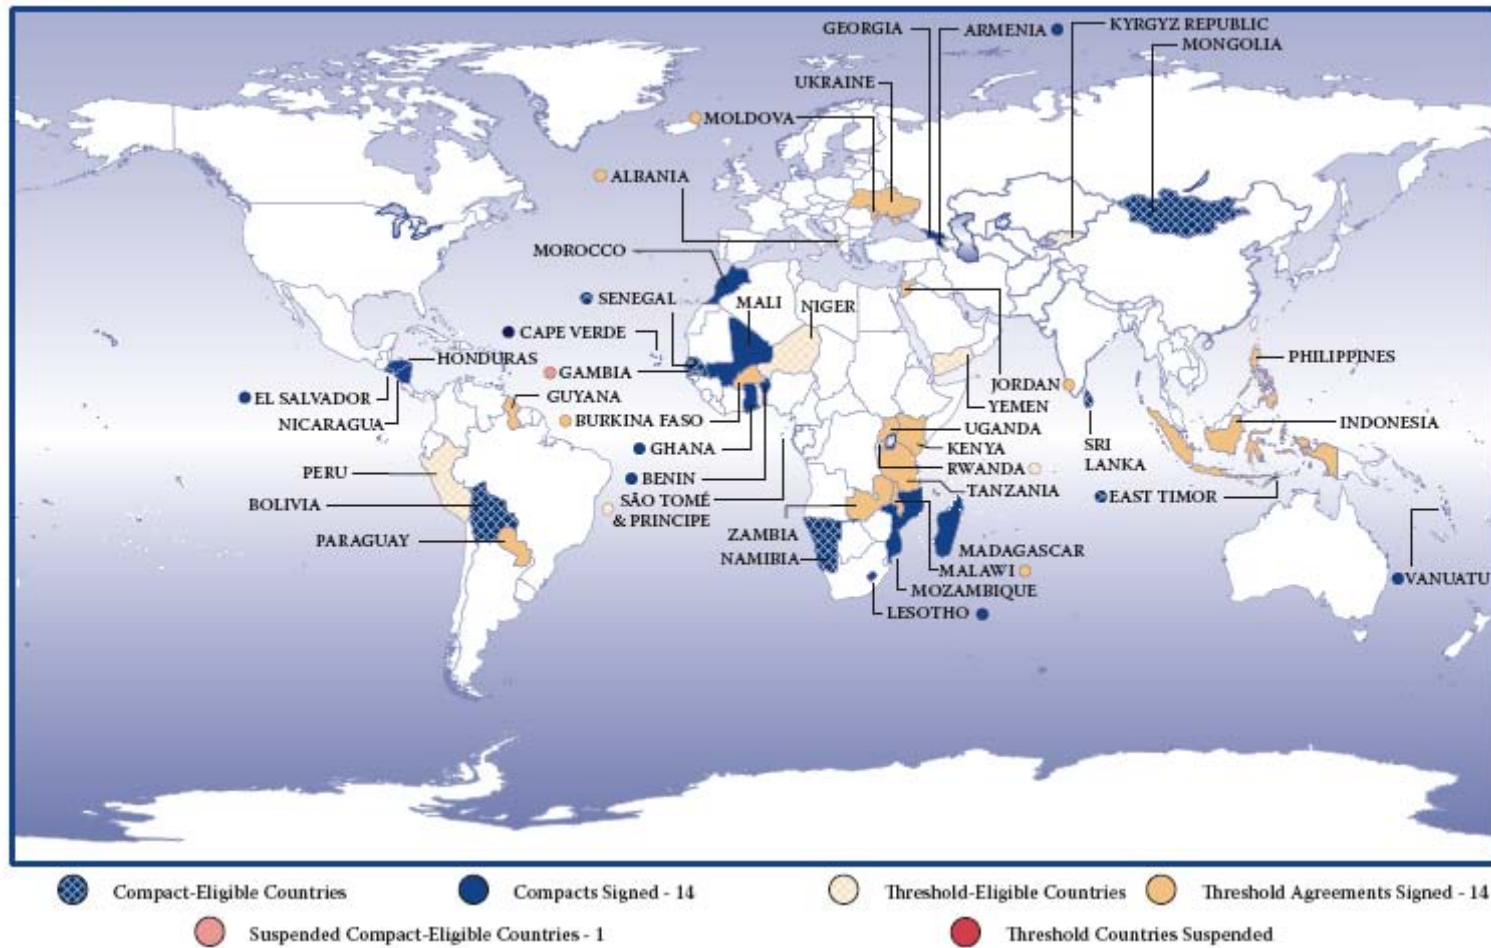 GEORGIA
ARMENIA
KYRGYZ REPUBLIC
MONGOLIA
UKRAINE
MOLDOVA
ALBANIA
MOROCCO
SENEGAL
MALI
NIGER
CAPE VERDE
HONDURAS
PHILIPPINES
GAMBIA
JORDAN
EL SALVADOR
GUYANA
YEMEN
NICARAGUA
BURKINA FASO
UGANDA
INDONESIA
GHANA
KENYA
SRI
LANKA
PERU
BENIN
RWANDA
TANZANIA
EAST TIMOR
BOLIVIA
SÃO TOMÉ
& PRINCIPE
PARAGUAY
ZAMBIA
NAMIBIA
MADAGASCAR
MALAWI
VANUATU
MOZAMBIQUE
LESOTHO
Compact-Eligible Countries
Compacts Signed - 14
Threshold-Eligible Countries
Threshold Agreements Signed - 14
Suspended Compact-Eligible Countries - 1
Threshold Countries Suspended